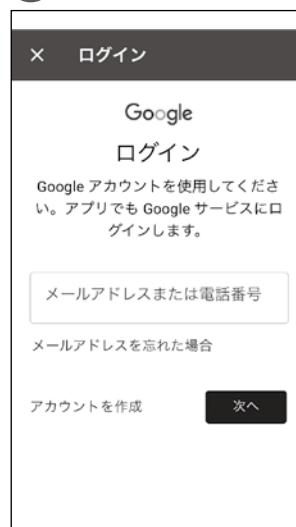 × ログイン
Google
ログイン
Google アカウントを使用してくださ
い。アプリでも Google サービスにロ
グインします。
メールアドレスまたは電話番号
メールアドレスを忘れた場合
アカウントを作成 次へ